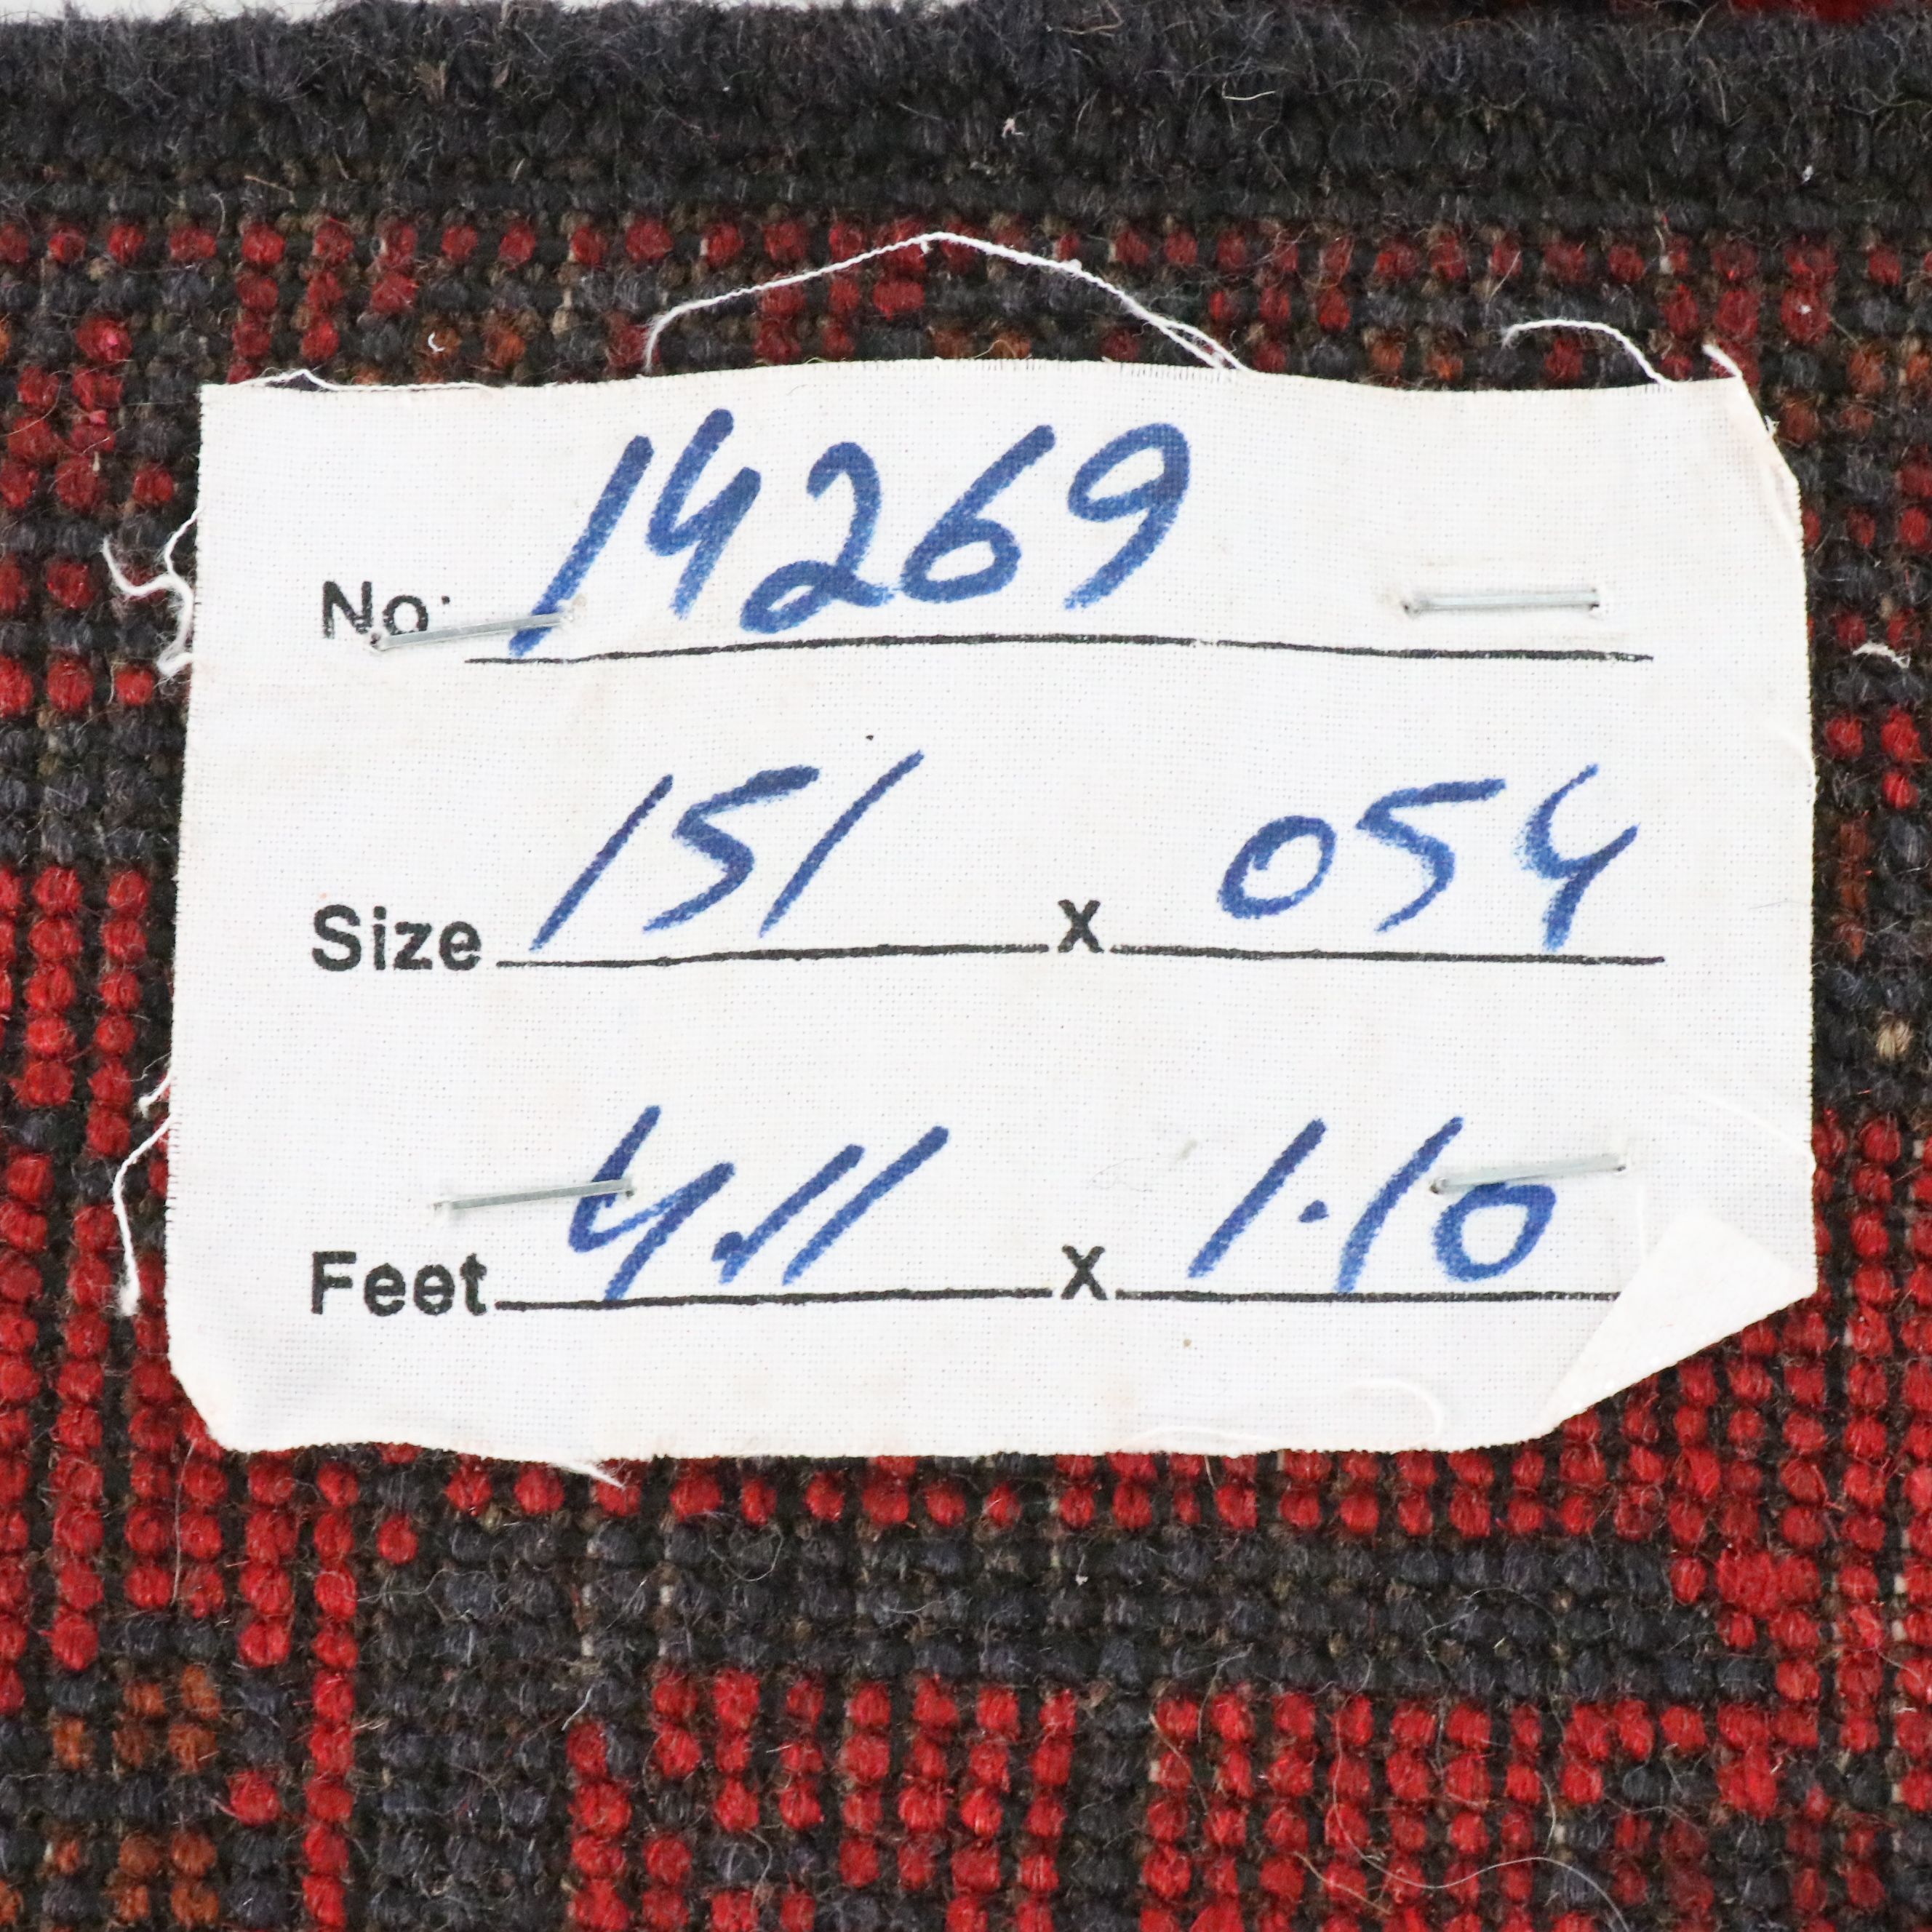 No: 14269
Size 151 x 054
Feet 4.11 x 1.10